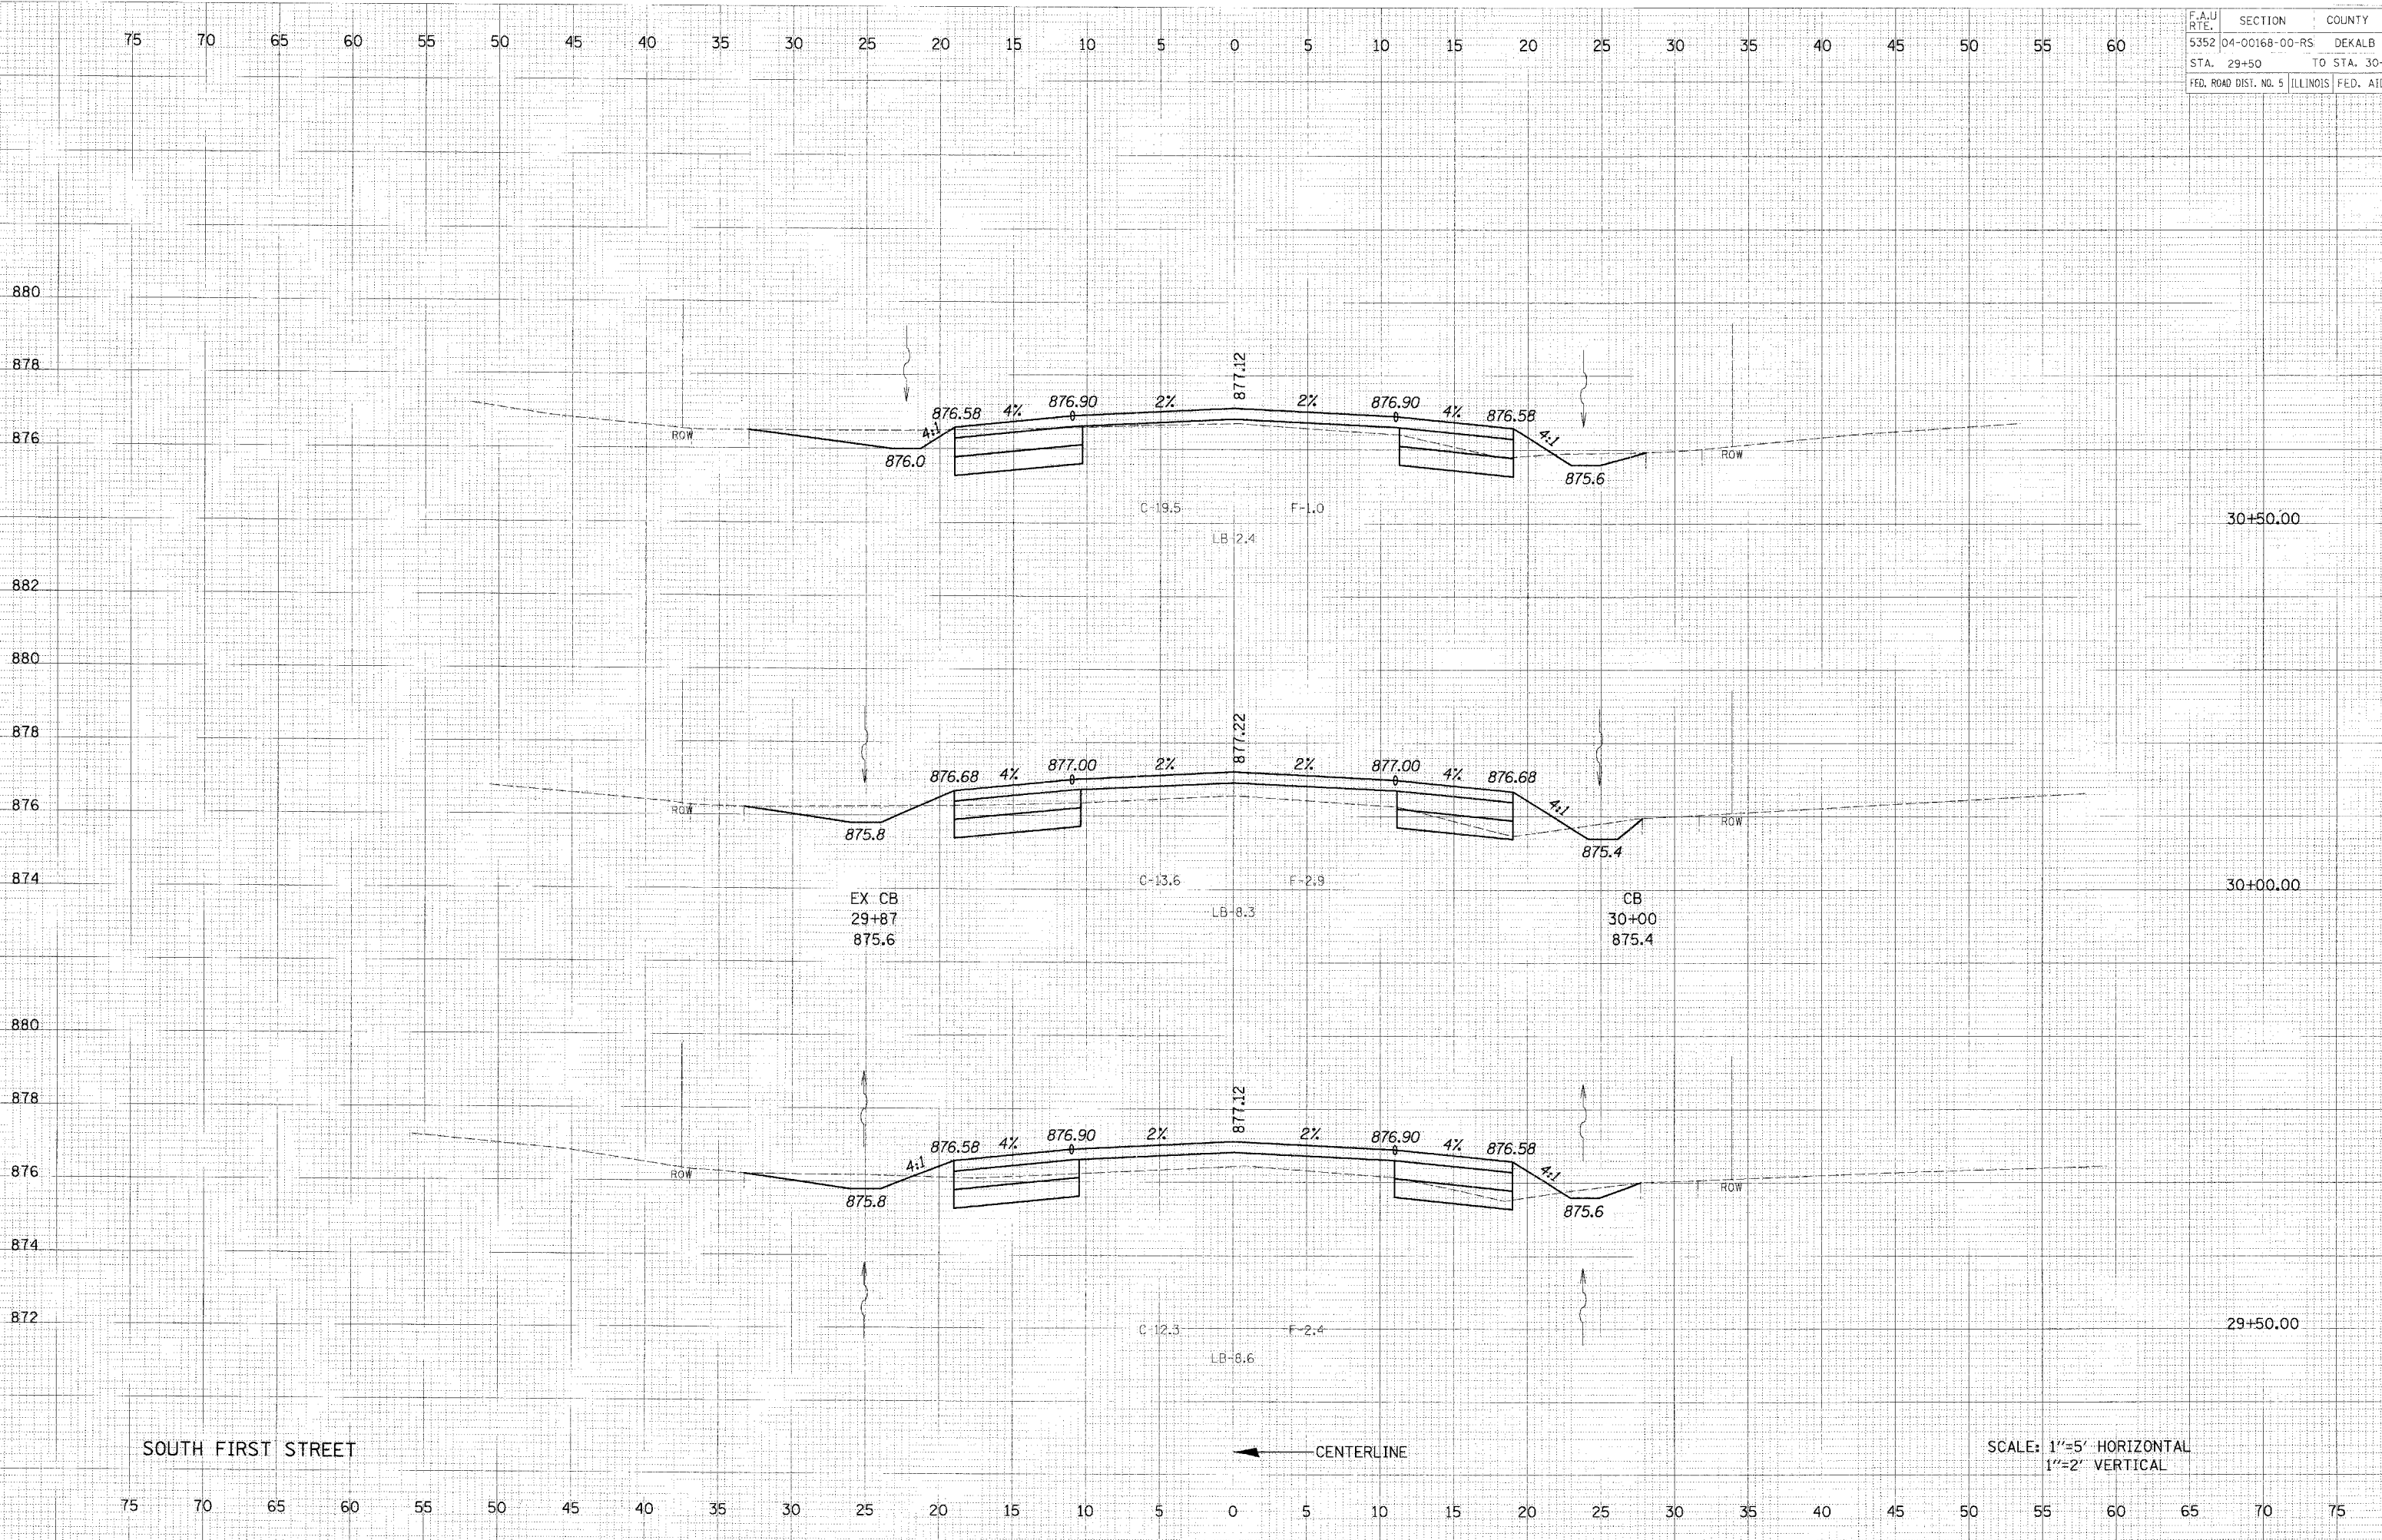 F.A.U RTE. SECTION COUNTY
5352 04-00168-00-RS DEKALB
STA. 29+50 TO STA. 30+
FED. ROAD DIST. NO. 5 ILLINOIS FED. AID
75 70 65 60 55 50 45 40 35 30 25 20 15 10 5 0 5 10 15 20 25 30 35 40 45 50 55 60
880
878
877.12
876.58 4% 876.90 2% 2% 876.90 4% 876.58
876
ROW 4:1 4:1 ROW
876.0 875.6
C-19.5 F-1.0
30+50.00
LB-2.4
882
880
878
877.22
876.68 4% 877.00 2% 2% 877.00 4% 876.68
876
ROW 4:1 ROW
875.8 875.4
874
C-13.6 F-2.9
30+00.00
EX CB CB
LB-8.3
29+87 30+00
875.6 875.4
880
878
877.12
876.58 4% 876.90 2% 2% 876.90 4% 876.58
876
ROW 4:1 4:1 ROW
875.8 875.6
874
872
C-12.3 F-2.4
29+50.00
LB-8.6
SOUTH FIRST STREET
CENTERLINE
SCALE: 1"=5' HORIZONTAL
1"=2' VERTICAL
75 70 65 60 55 50 45 40 35 30 25 20 15 10 5 0 5 10 15 20 25 30 35 40 45 50 55 60 65 70 75